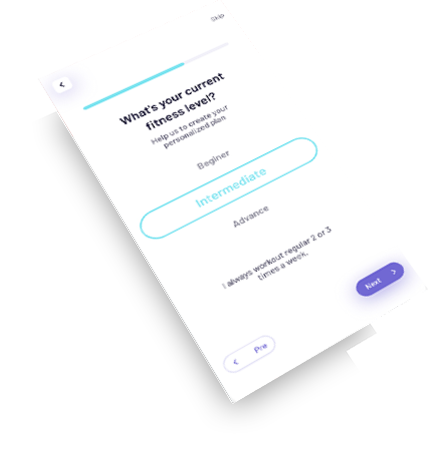 Skip
What's your current
fitness level?
Help us to create your
personalized plan
Beginer
Intermediate
Advance
I always workout regular 2 or 3
times a week.
Next
Pre